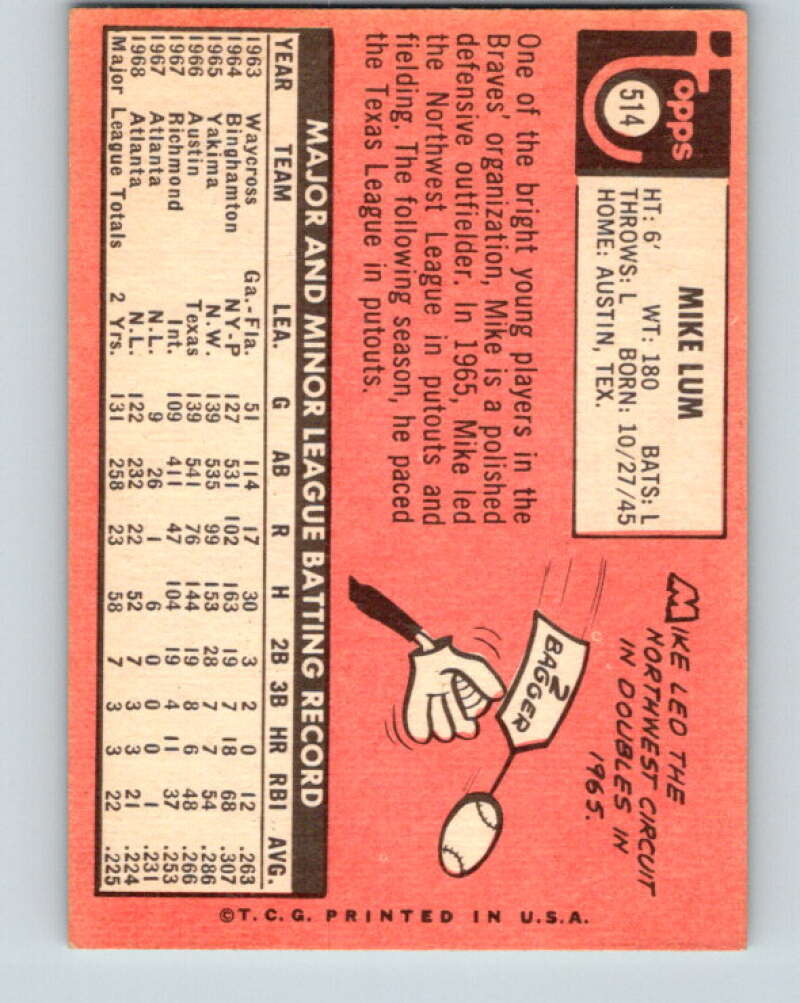 Topps
514
MIKE LUM
HT: 6' WT: 180 BATS: L
THROWS: L BORN: 10/27/45
HOME: AUSTIN, TEX.
One of the bright young players in the
Braves' organization, Mike is a polished
defensive outfielder. In 1965, Mike led
the Northwest League in putouts and
fielding. The following season, he paced
the Texas League in putouts.
MIKE LED THE
NORTHWEST CIRCUIT
IN DOUBLES IN
1965.
2
BAGGER
MAJOR AND MINOR LEAGUE BATTING RECORD
YEAR TEAM LEA. G AB R H 2B 3B HR RBI AVG.
1963 Waycross Ga.-Fla. 51 114 17 30 3 2 0 12 .263
1964 Binghamton NY-P 127 531 102 163 19 7 18 68 .307
1965 Yakima N.W. 139 535 99 153 28 7 7 54 .286
1966 Austin Texas 139 541 76 144 19 8 6 48 .266
1967 Richmond Int. 109 411 47 104 19 4 11 37 .253
1967 Atlanta N.L. 9 26 1 6 0 0 0 1 .231
1968 Atlanta N.L. 122 232 22 52 7 3 3 21 .224
Major League Totals 2 Yrs. 131 258 23 58 7 3 3 22 .225
©T.C.G. PRINTED IN U.S.A.